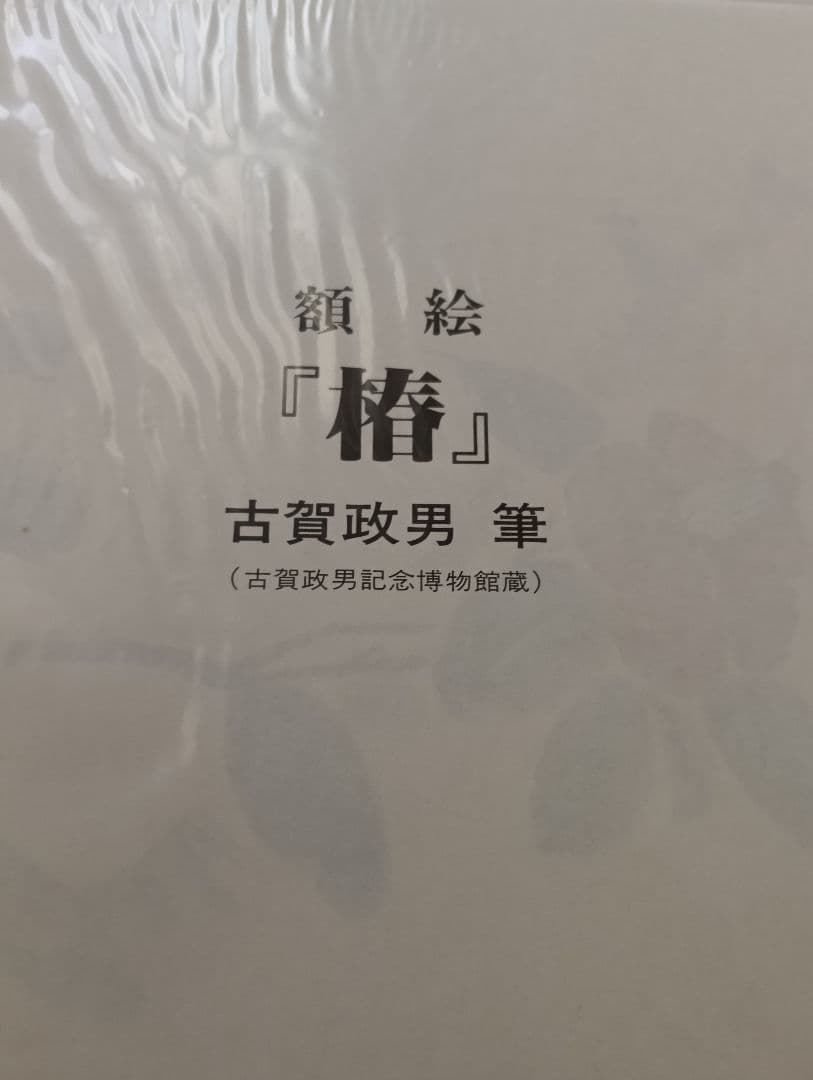 額 絵
『椿』
古賀政男 筆
（古賀政男記念博物館蔵）